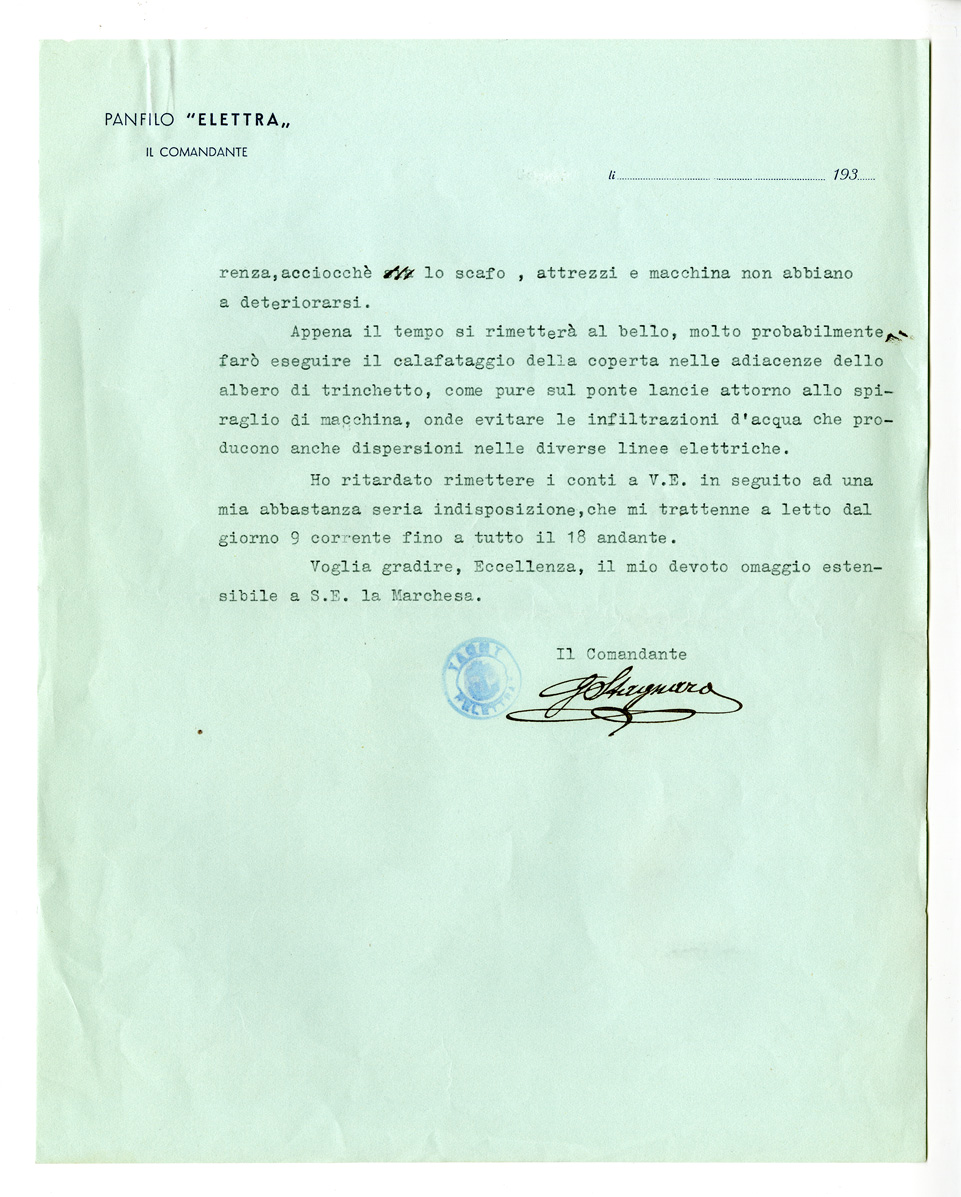 PANFILO "ELETTRA„
IL COMANDANTE
lì 193
renza,acciocchè lo scafo , attrezzi e macchina non abbiano
a deteriorarsi.
Appena il tempo si rimetterà al bello, molto probabilmente
farò eseguire il calafataggio della coperta nelle adiacenze dello
albero di trinchetto, come pure sul ponte lancie attorno allo spi-
raglio di macchina, onde evitare le infiltrazioni d'acqua che pro-
ducono anche dispersioni nelle diverse linee elettriche.
Ho ritardato rimettere i conti a V.E. in seguito ad una
mia abbastanza seria indisposizione,che mi trattenne a letto dal
giorno 9 corrente fino a tutto il 18 andante.
Voglia gradire, Eccellenza, il mio devoto omaggio esten-
sibile a S.E. la Marchesa.
Il Comandante
GStagnaro
YACHT
"ELETTRA"